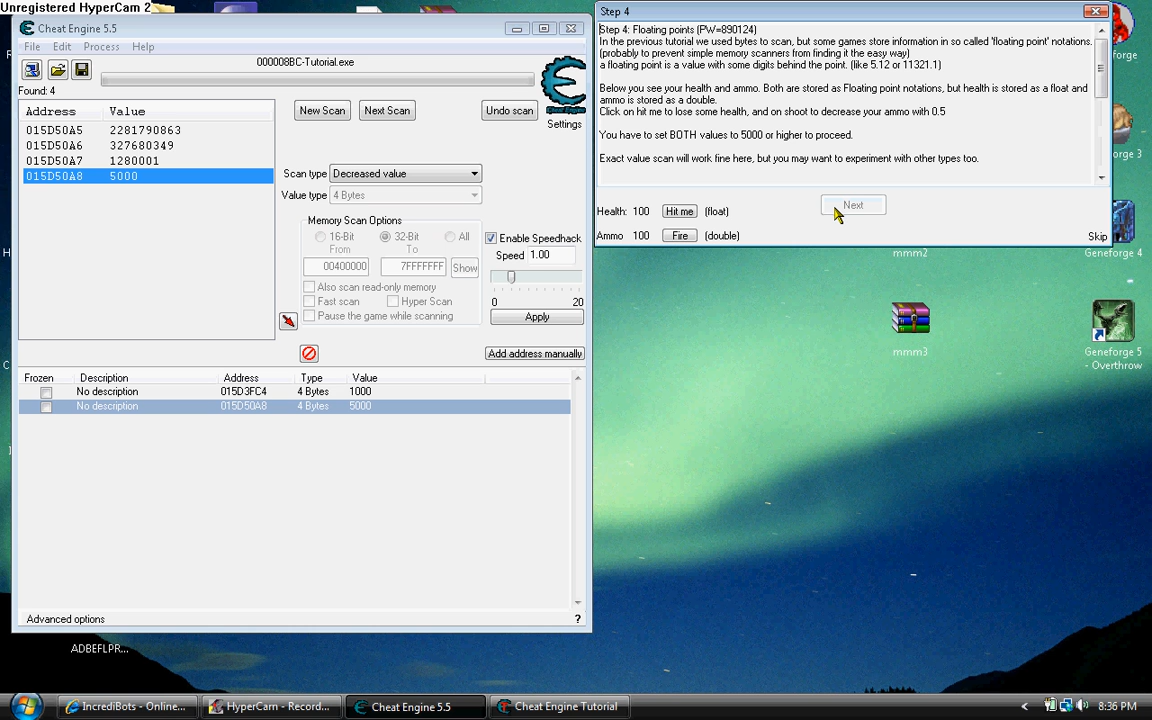 Unregistered HyperCam 2
Cheat Engine 5.5
File Edit Process Help
000008BC-Tutorial.exe
Found: 4
Address Value
015D50A5 2281790863
015D50A6 327680349
015D50A7 1280001
015D50A8 5000
New Scan Next Scan Undo scan
Cheat Engine
Settings
Scan type Decreased value
Value type 4 Bytes
Memory Scan Options
16-Bit 32-Bit All
From To
00400000 7FFFFFFF Show
Also scan read-only memory
Fast scan Hyper Scan
Pause the game while scanning
Enable Speedhack
Speed 1.00
0 20
Apply
Add address manually
Frozen Description Address Type Value
No description 015D3FC4 4 Bytes 1000
No description 015D50A8 4 Bytes 5000
Advanced options ?
Step 4
Step 4: Floating points (PW=890124)
In the previous tutorial we used bytes to scan, but some games store information in so called 'floating point' notations.
(probably to prevent simple memory scanners from finding it the easy way)
a floating point is a value with some digits behind the point. (like 5.12 or 11321.1)
Below you see your health and ammo. Both are stored as Floating point notations, but health is stored as a float and
ammo is stored as a double.
Click on hit me to lose some health, and on shoot to decrease your ammo with 0.5
You have to set BOTH values to 5000 or higher to proceed.
Exact value scan will work fine here, but you may want to experiment with other types too.
Next
Health: 100 Hit me (float)
Ammo 100 Fire (double)
Skip
mmm2
mmm3
eforge
ge 3
Geneforge 4
Geneforge 5
- Overthrow
ADBEFLPR...
IncrediBots - Online...
HyperCam - Record...
Cheat Engine 5.5
Cheat Engine Tutorial
8:36 PM